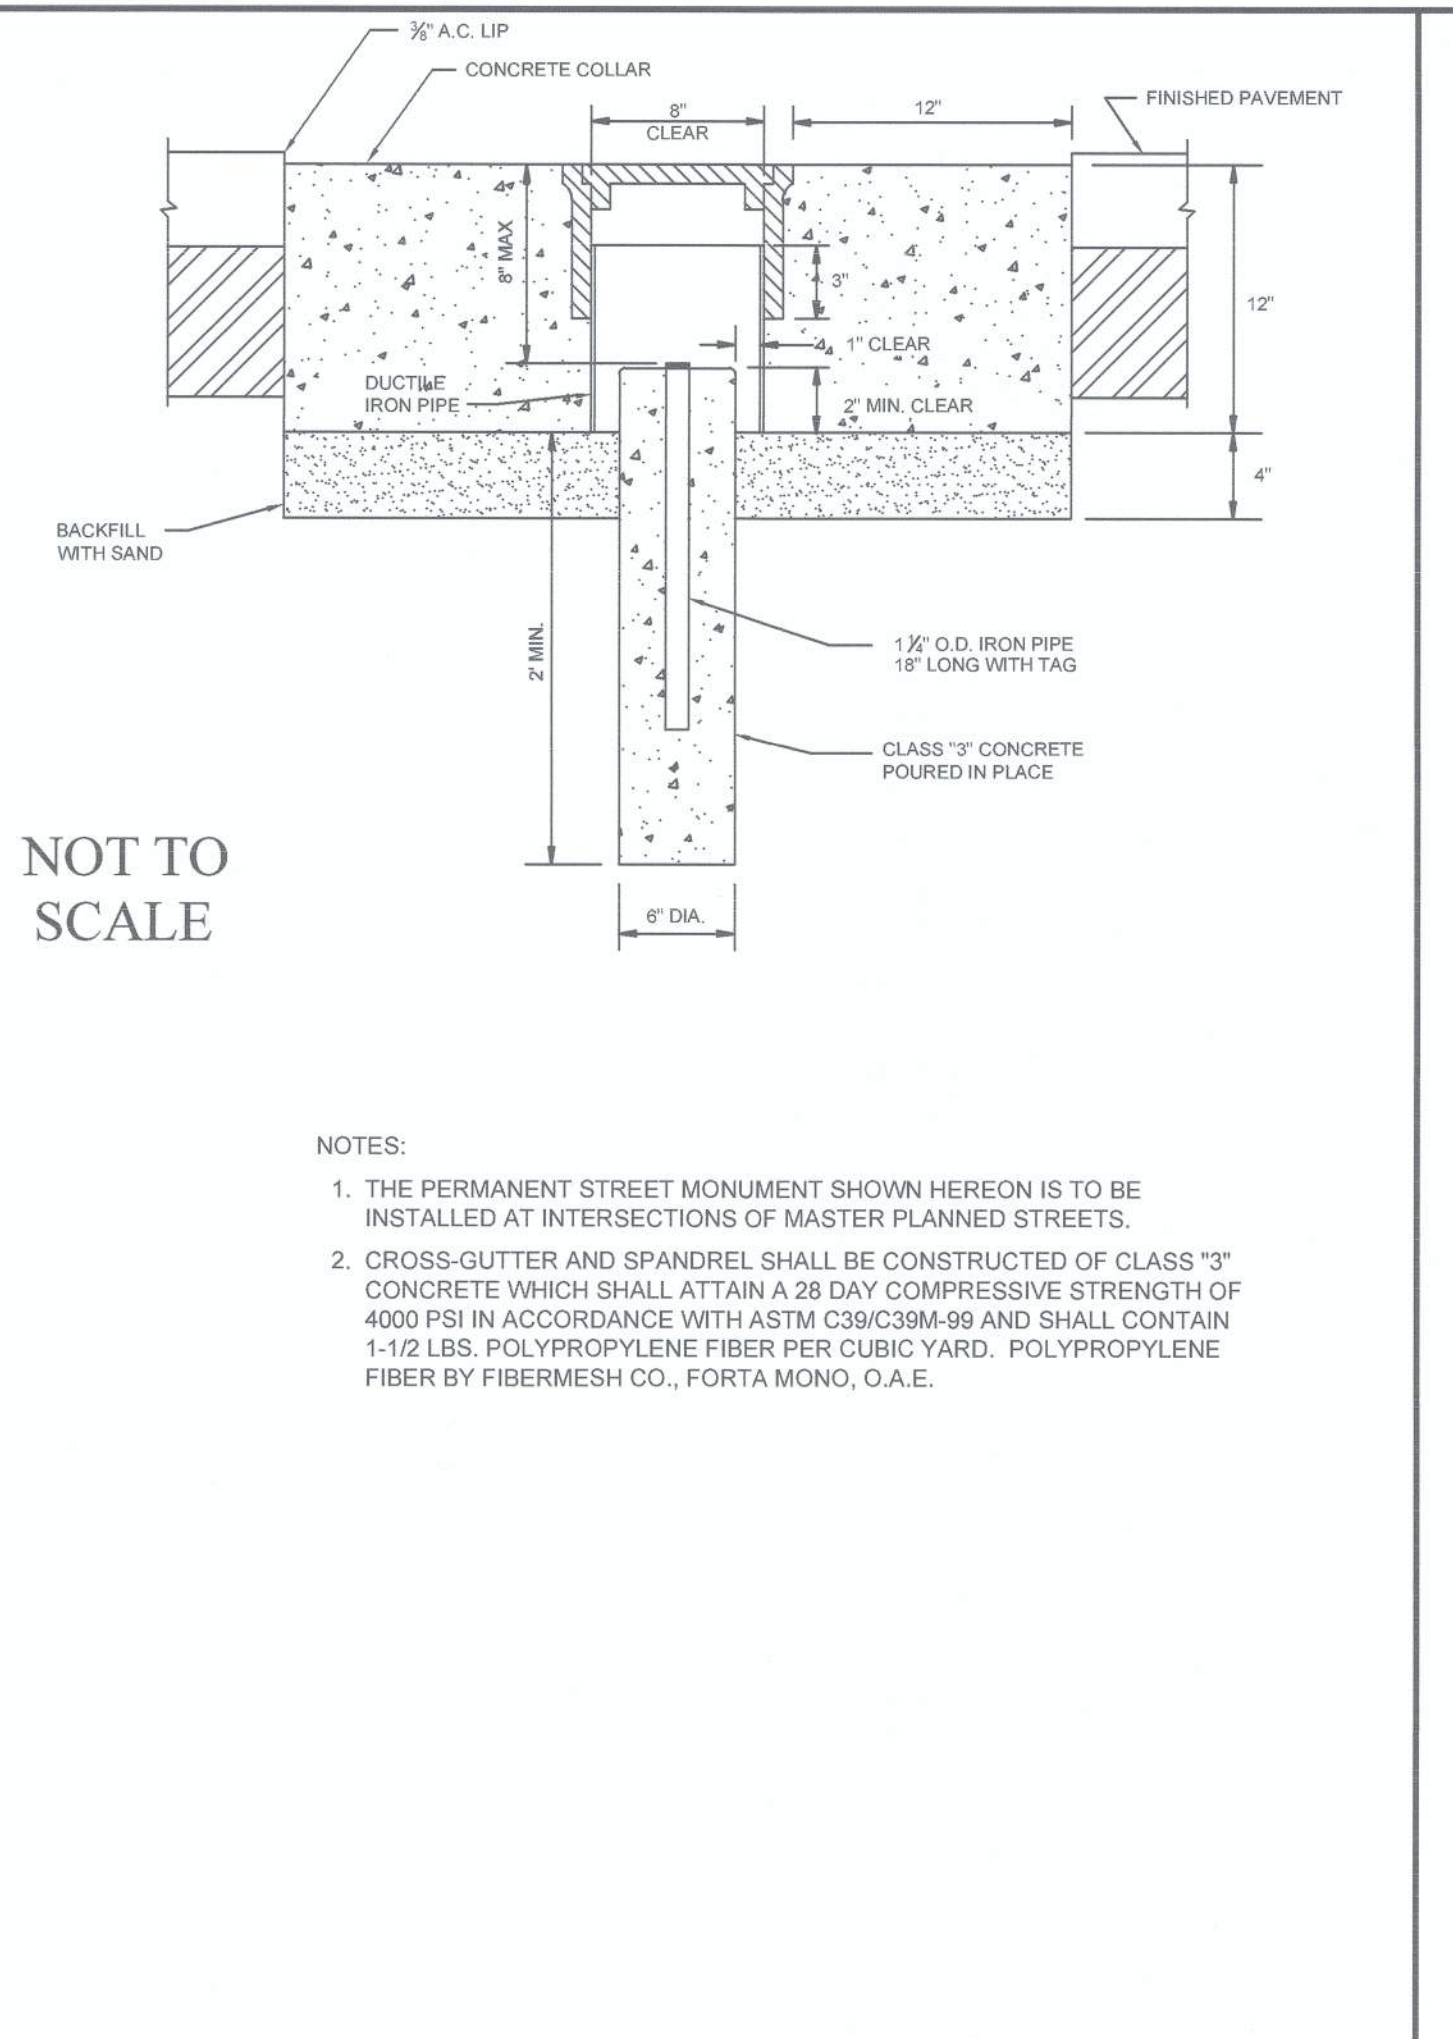 ⅜" A.C. LIP
CONCRETE COLLAR
8"
CLEAR
12"
FINISHED PAVEMENT
8" MAX
3"
12"
1" CLEAR
DUCTILE
IRON PIPE
2" MIN. CLEAR
4"
BACKFILL
WITH SAND
2' MIN.
1 ¼" O.D. IRON PIPE
18" LONG WITH TAG
CLASS "3" CONCRETE
POURED IN PLACE
NOT TO
SCALE
6" DIA.
NOTES:
1. THE PERMANENT STREET MONUMENT SHOWN HEREON IS TO BE
INSTALLED AT INTERSECTIONS OF MASTER PLANNED STREETS.
2. CROSS-GUTTER AND SPANDREL SHALL BE CONSTRUCTED OF CLASS "3"
CONCRETE WHICH SHALL ATTAIN A 28 DAY COMPRESSIVE STRENGTH OF
4000 PSI IN ACCORDANCE WITH ASTM C39/C39M-99 AND SHALL CONTAIN
1-1/2 LBS. POLYPROPYLENE FIBER PER CUBIC YARD. POLYPROPYLENE
FIBER BY FIBERMESH CO., FORTA MONO, O.A.E.